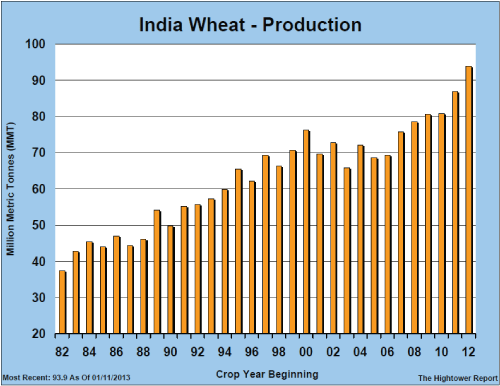 India Wheat - Production
Million Metric Tonnes (MMT)
100
90
80
70
60
50
40
30
20
82 84 86 88 90 92 94 96 98 00 02 04 06 08 10 12
Crop Year Beginning
Most Recent: 93.9 As Of 01/11/2013
The Hightower Report